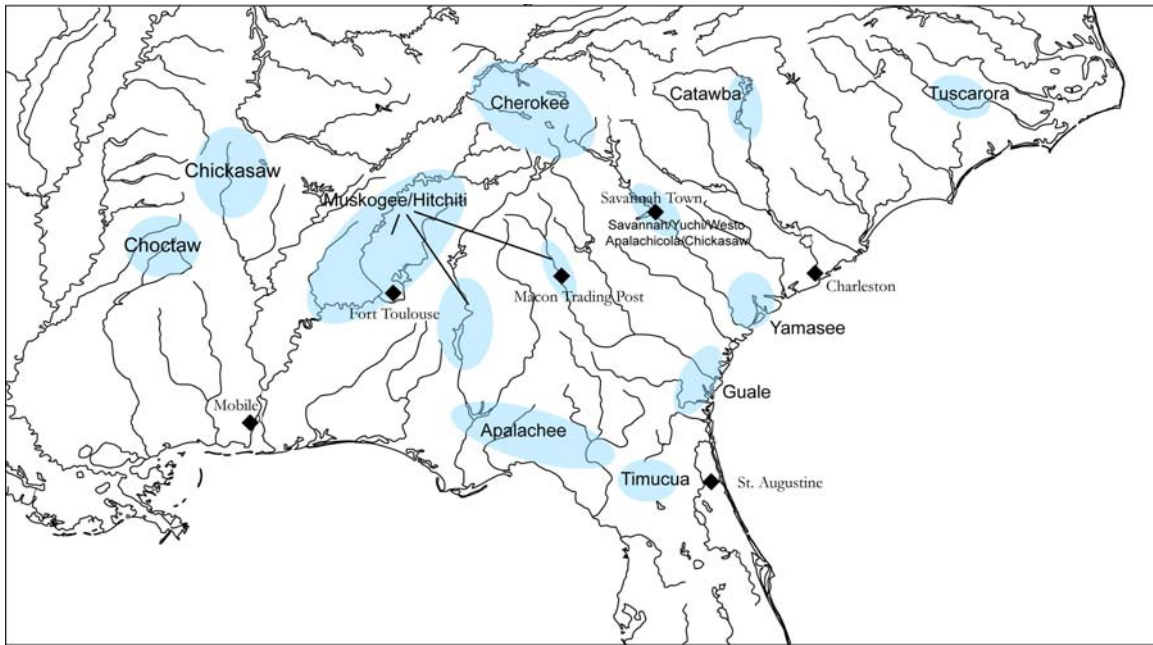 Cherokee
Catawba
Tuscarora
Chickasaw
Muskogee/Hitchiti
Savannah Town
Savannah/Yuchi/Westo
Apalachicola/Chickasaw
Choctaw
Macon Trading Post
Charleston
Fort Toulouse
Yamasee
Guale
Mobile
Apalachee
Timucua
St. Augustine